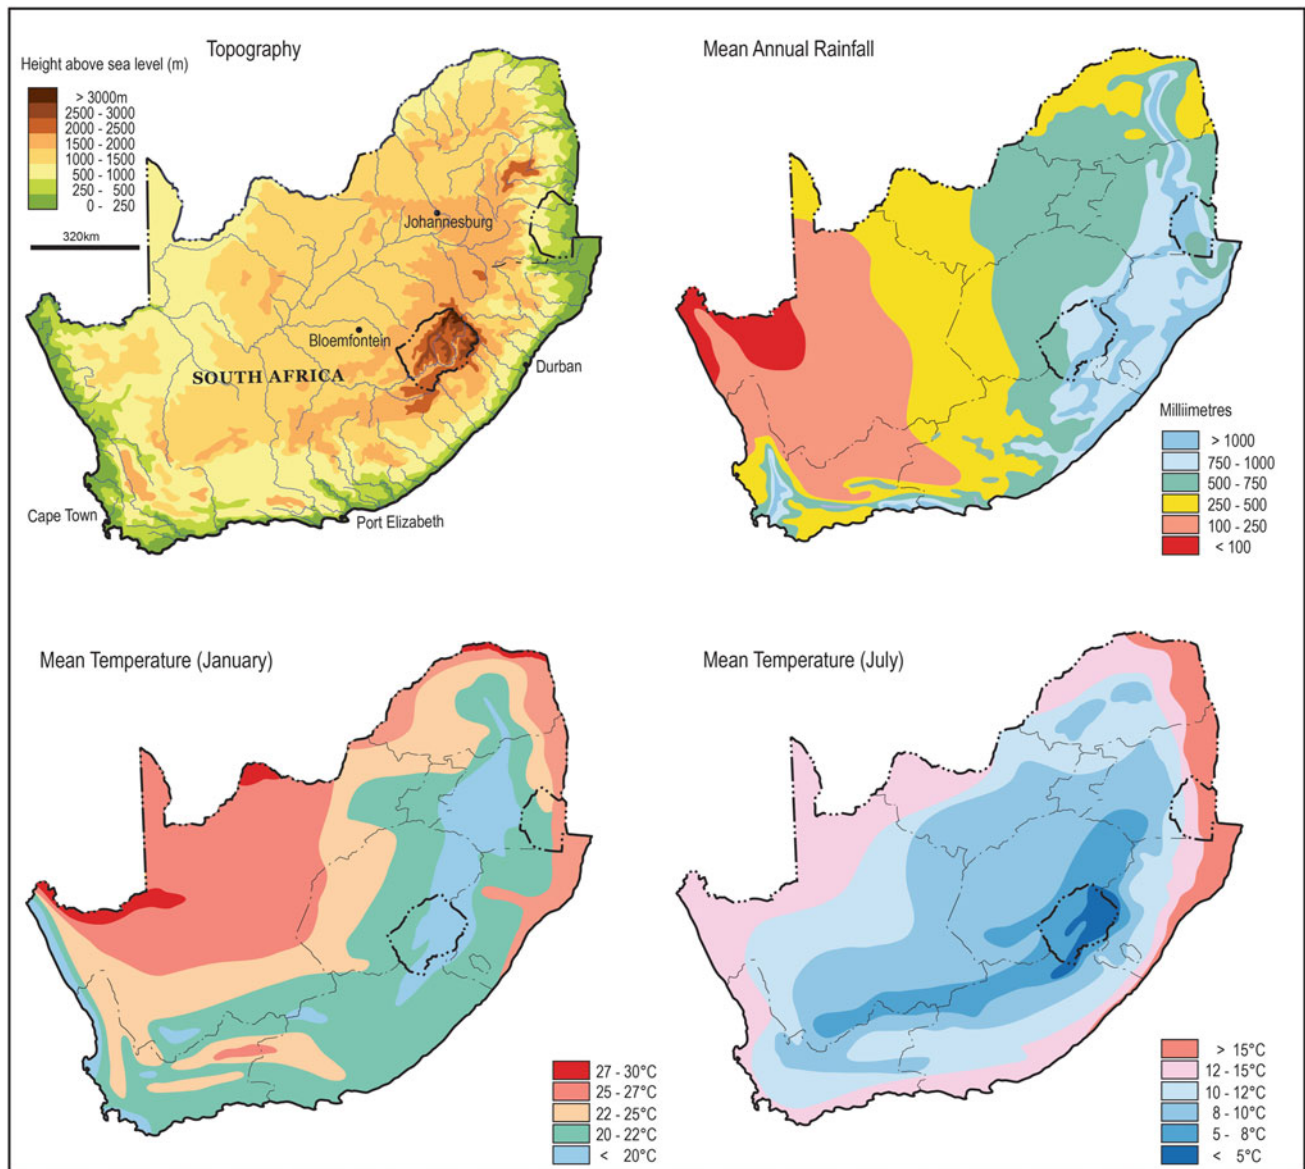 Topography
Height above sea level (m)
> 3000m
2500 - 3000
2000 - 2500
1500 - 2000
1000 - 1500
500 - 1000
250 - 500
0 - 250
320km
Johannesburg
Bloemfontein
SOUTH AFRICA
Durban
Cape Town
Port Elizabeth
Mean Annual Rainfall
Milliimetres
> 1000
750 - 1000
500 - 750
250 - 500
100 - 250
< 100
Mean Temperature (January)
27 - 30°C
25 - 27°C
22 - 25°C
20 - 22°C
< 20°C
Mean Temperature (July)
> 15°C
12 - 15°C
10 - 12°C
8 - 10°C
5 - 8°C
< 5°C